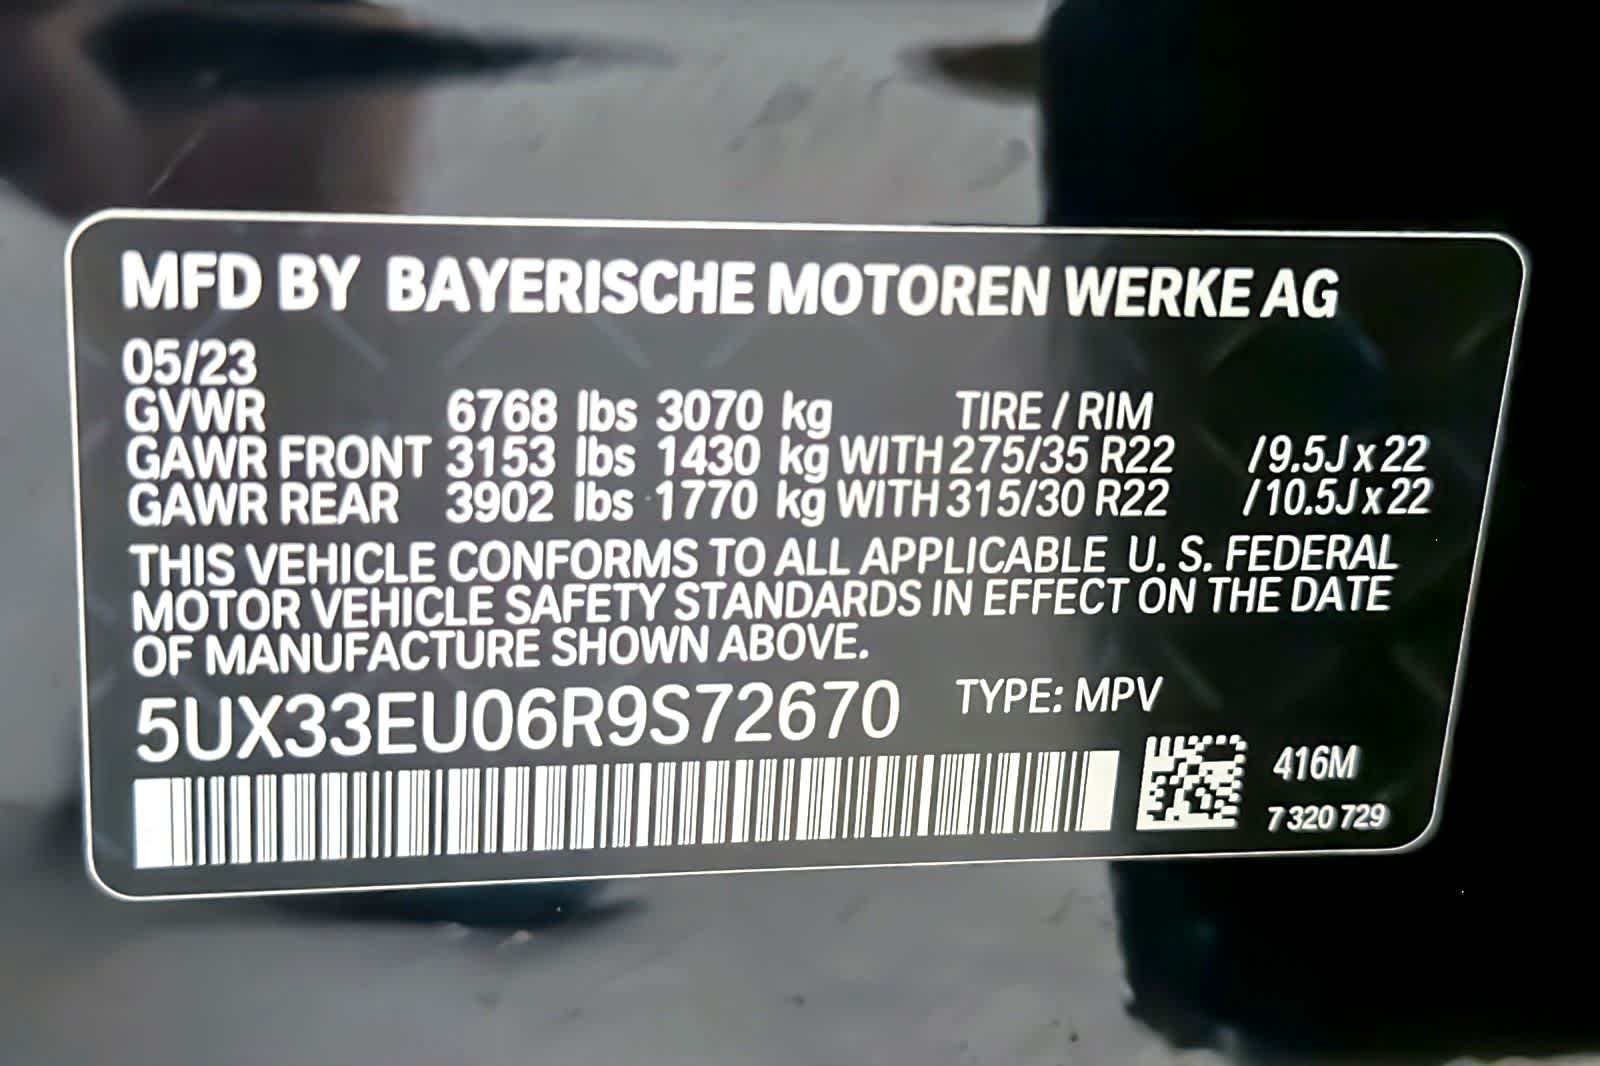 MFD BY BAYERISCHE MOTOREN WERKE AG
05/23
GVWR 6768 lbs 3070 kg TIRE / RIM
GAWR FRONT 3153 lbs 1430 kg WITH 275/35 R22 /9.5J x 22
GAWR REAR 3902 lbs 1770 kg WITH 315/30 R22 /10.5J x 22
THIS VEHICLE CONFORMS TO ALL APPLICABLE U. S. FEDERAL
MOTOR VEHICLE SAFETY STANDARDS IN EFFECT ON THE DATE
OF MANUFACTURE SHOWN ABOVE.
5UX33EU06R9S72670 TYPE: MPV
416M
7 320 729